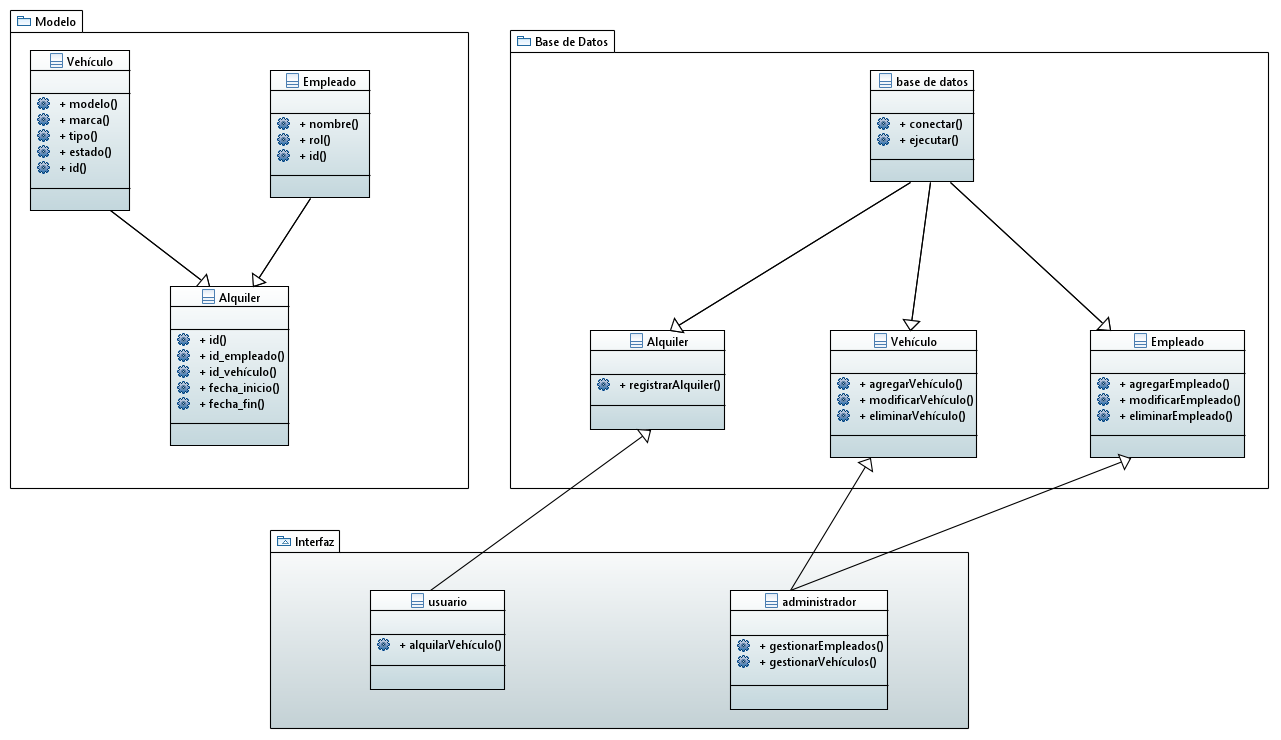 Modelo
Vehículo
+ modelo()
+ marca()
+ tipo()
+ estado()
+ id()
Empleado
+ nombre()
+ rol()
+ id()
Alquiler
+ id()
+ id_empleado()
+ id_vehículo()
+ fecha_inicio()
+ fecha_fin()
Base de Datos
base de datos
+ conectar()
+ ejecutar()
Alquiler
+ registrarAlquiler()
Vehículo
+ agregarVehículo()
+ modificarVehículo()
+ eliminarVehículo()
Empleado
+ agregarEmpleado()
+ modificarEmpleado()
+ eliminarEmpleado()
Interfaz
usuario
+ alquilarVehículo()
administrador
+ gestionarEmpleados()
+ gestionarVehículos()